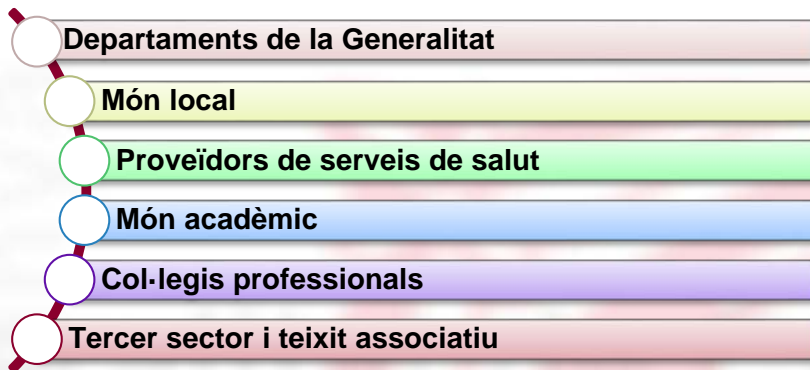 Departaments de la Generalitat
Món local
Proveïdors de serveis de salut
Món acadèmic
Col·legis professionals
Tercer sector i teixit associatiu